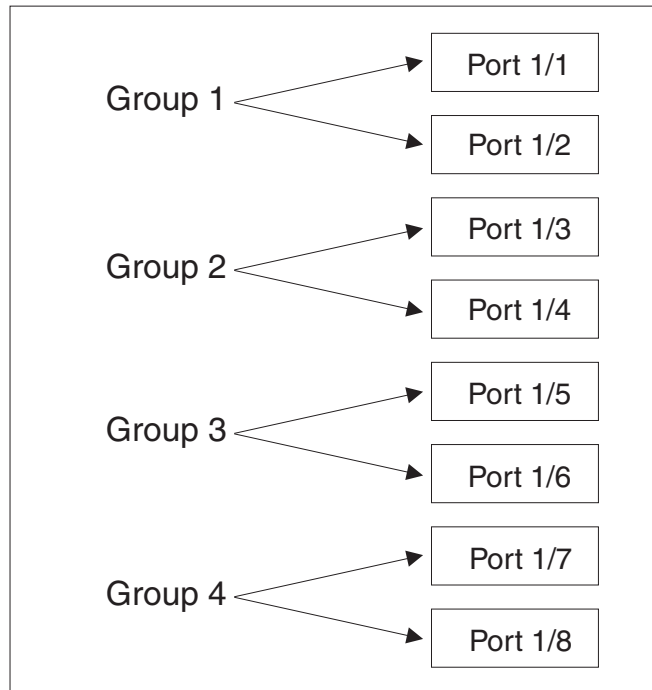 Group 1
Port 1/1
Port 1/2
Group 2
Port 1/3
Port 1/4
Group 3
Port 1/5
Port 1/6
Group 4
Port 1/7
Port 1/8